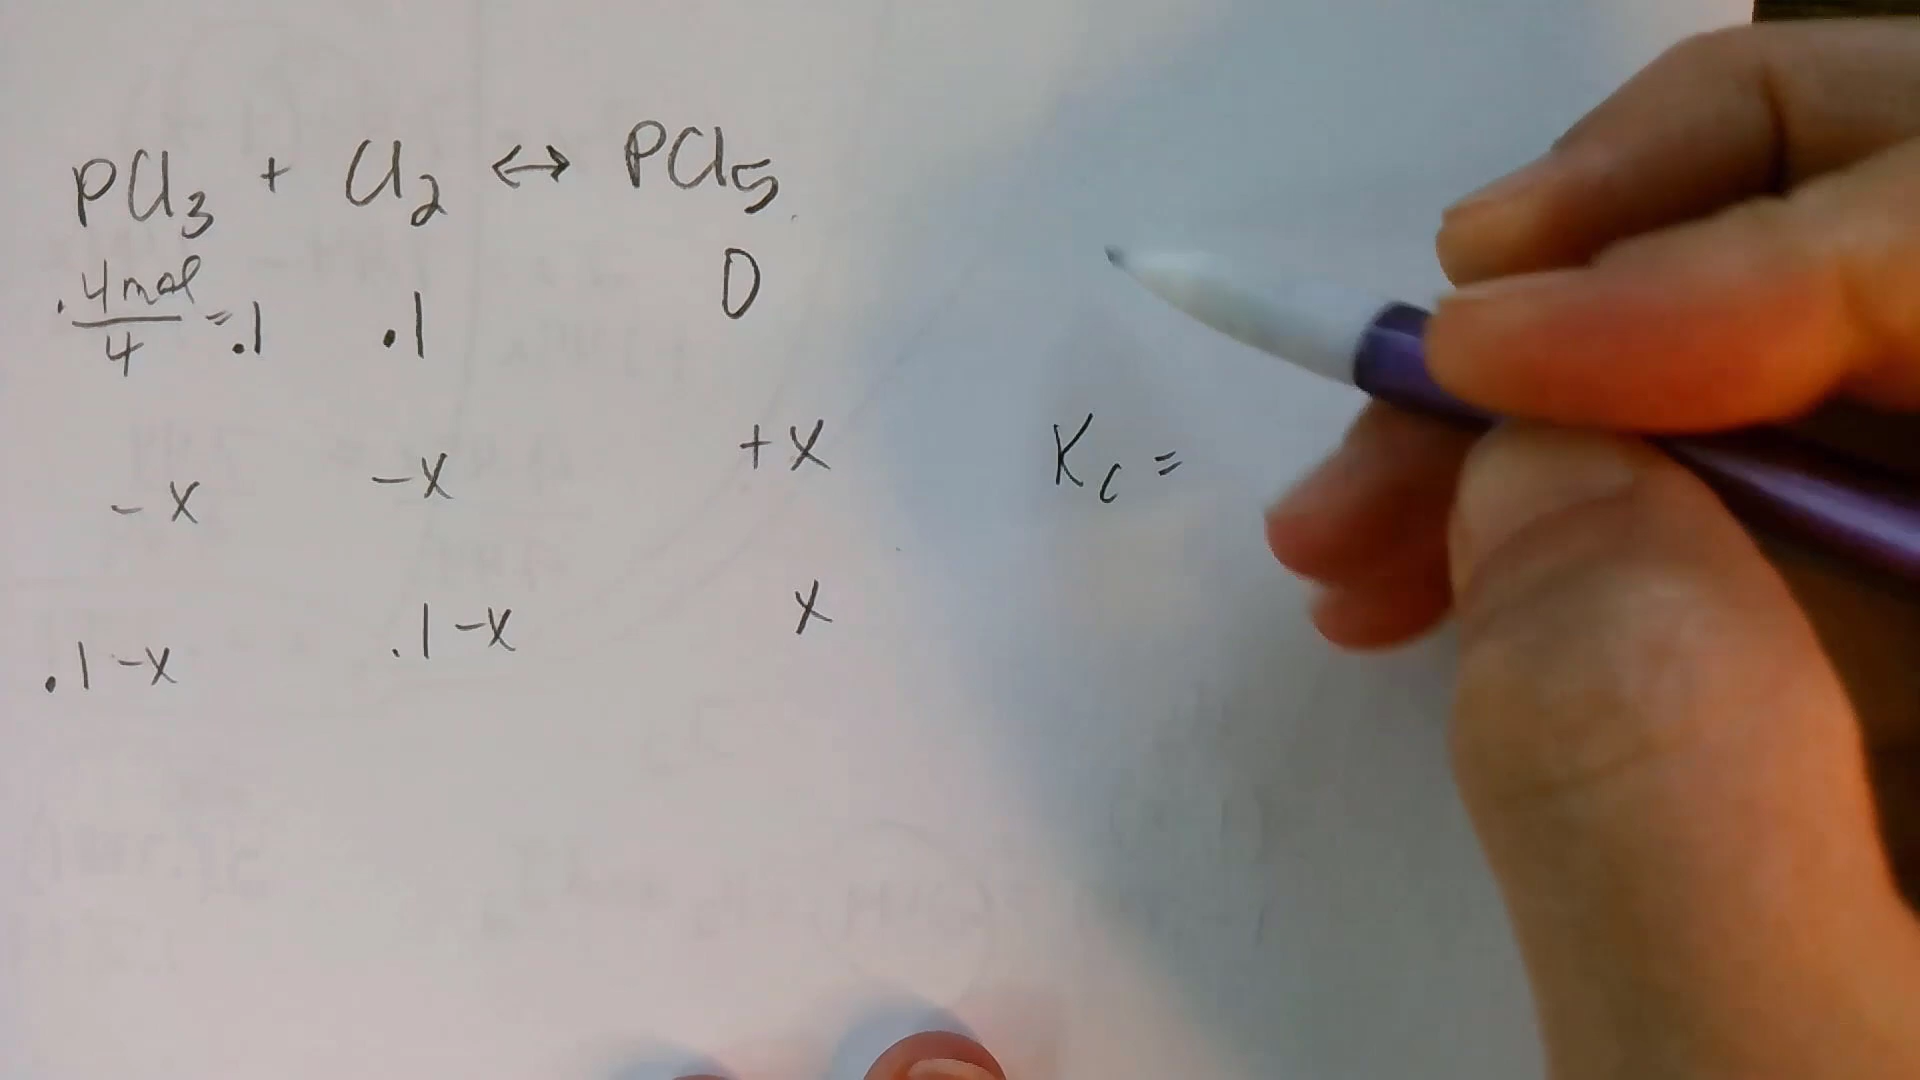 PCl3 + Cl2 ↔ PCl5
.4mol/4 = .1 .1 0
-x -x +x Kc =
.1-x .1-x x